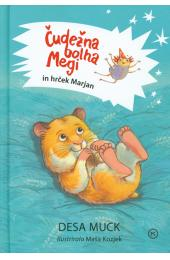 Čudežna
bolha
Megi
in hrček Marjan
DESA MUCK
Ilustrirala Meta Kozjek